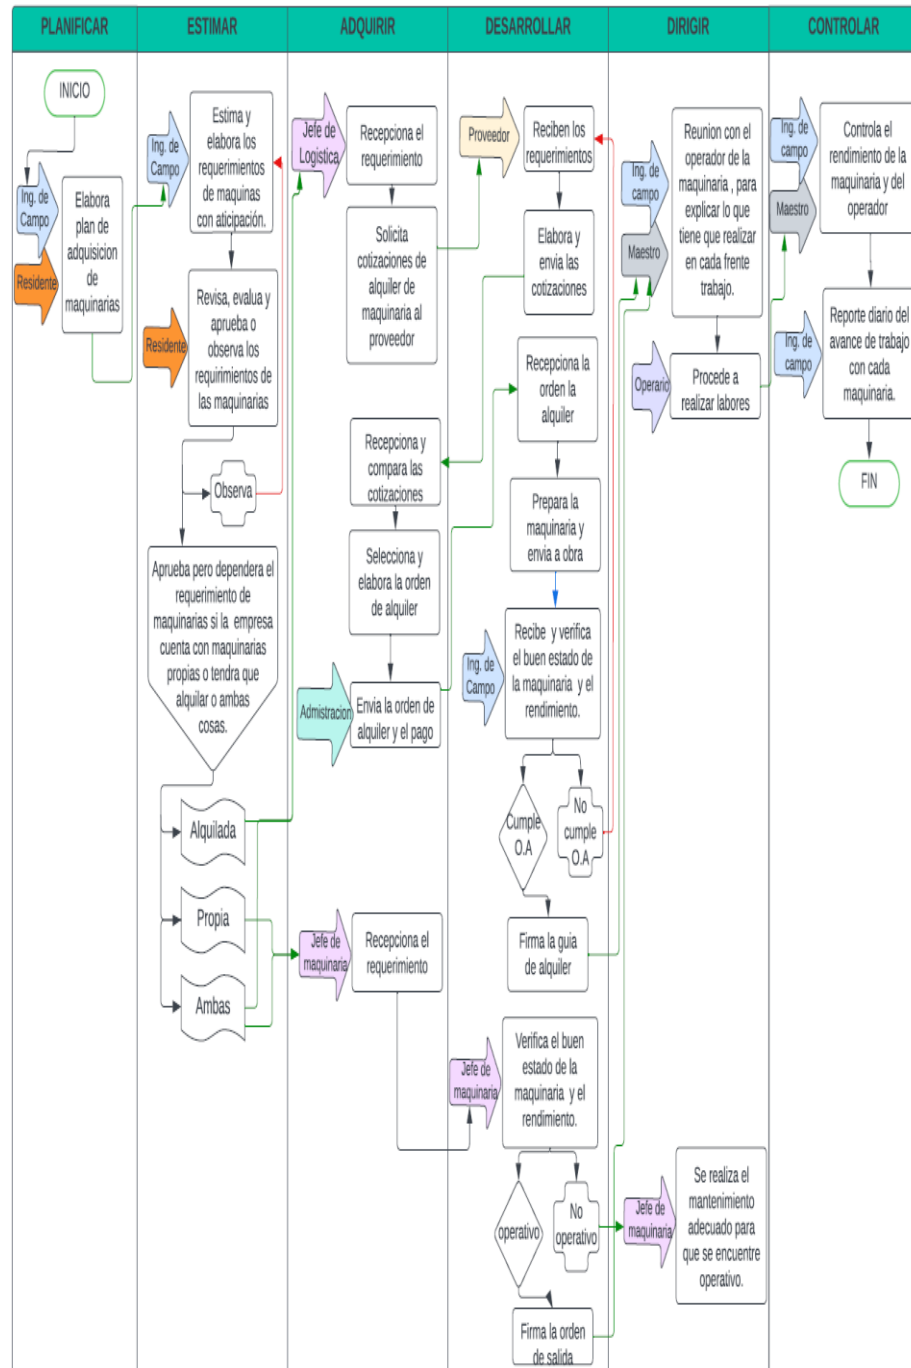 PLANIFICAR
ESTIMAR
ADQUIRIR
DESARROLLAR
DIRIGIR
CONTROLAR
INICIO
Ing. de
Campo
Residente
Elabora
plan de
adquisicion
de
maquinarias
Ing. de
Campo
Estima y
elabora los
requerimientos
de maquinas
con aticipación.
Residente
Revisa, evalua y
aprueba o
observa los
requirimientos de
las maquinarias
Observa
Aprueba pero dependera el
requerimiento de
maquinarias si la empresa
cuenta con maquinarias
propias o tendra que
alquilar o ambas
cosas.
Alquilada
Propia
Ambas
Jefe de
Logística
Recepciona el
requerimiento
Solicita
cotizaciones de
alquiler de
maquinaria al
proveedor
Recepciona y
compara las
cotizaciones
Selecciona y
elabora la orden
de alquiler
Admistracion
Envia la orden de
alquiler y el pago
Jefe de
maquinaria
Recepciona el
requerimiento
Proveedor
Reciben los
requerimientos
Elabora y
envia las
cotizaciones
Recepciona la
orden la
alquiler
Prepara la
maquinaria y
envia a obra
Ing. de
Campo
Recibe y verifica
el buen estado de
la maquinaria y el
rendimiento.
Cumple
O.A
No
cumple
O.A
Firma la guia
de alquiler
Jefe de
maquinaria
Verifica el buen
estado de la
maquinaria y el
rendimiento.
operativo
No
operativo
Firma la orden
de salida
Ing. de
campo
Maestro
Reunion con el
operador de la
maquinaria , para
explicar lo que
tiene que realizar
en cada frente
trabajo.
Operario
Procede a
realizar labores
Jefe de
maquinaria
Se realiza el
mantenimiento
adecuado para
que se encuentre
operativo.
Ing. de
campo
Maestro
Controla el
rendimiento de la
maquinaria y del
operador
Ing. de
campo
Reporte diario del
avance de trabajo
con cada
maquinaria.
FIN